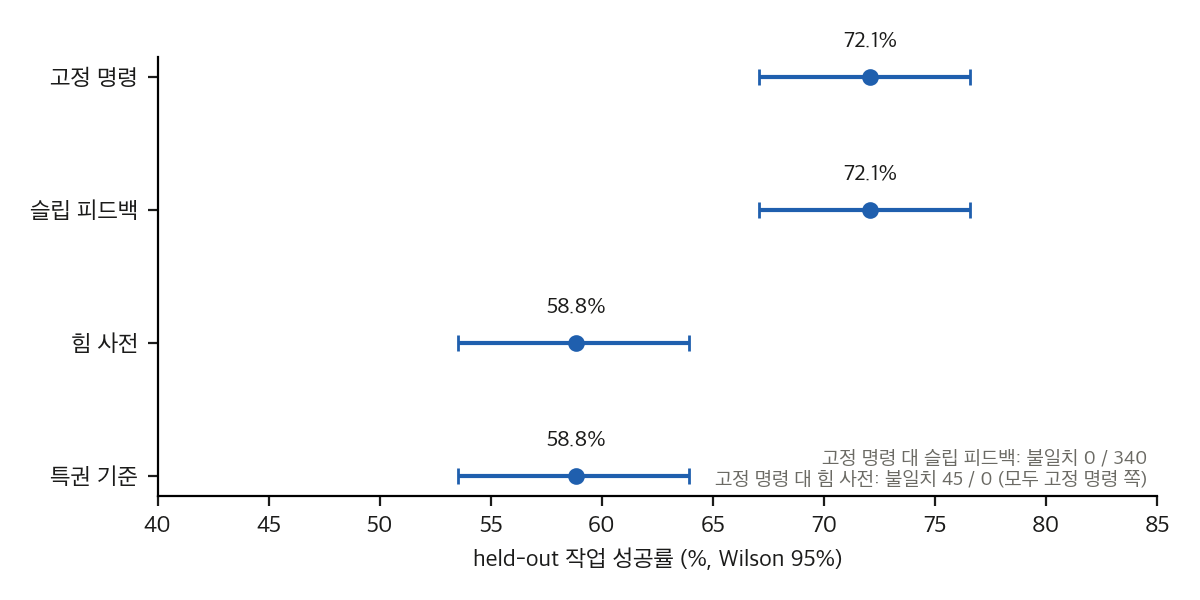 72.1%
고정 명령
72.1%
슬립 피드백
58.8%
힘 사전
58.8%
특권 기준
고정 명령 대 슬립 피드백: 불일치 0 / 340
고정 명령 대 힘 사전: 불일치 45 / 0 (모두 고정 명령 쪽)
40 45 50 55 60 65 70 75 80 85
held-out 작업 성공률 (%, Wilson 95%)